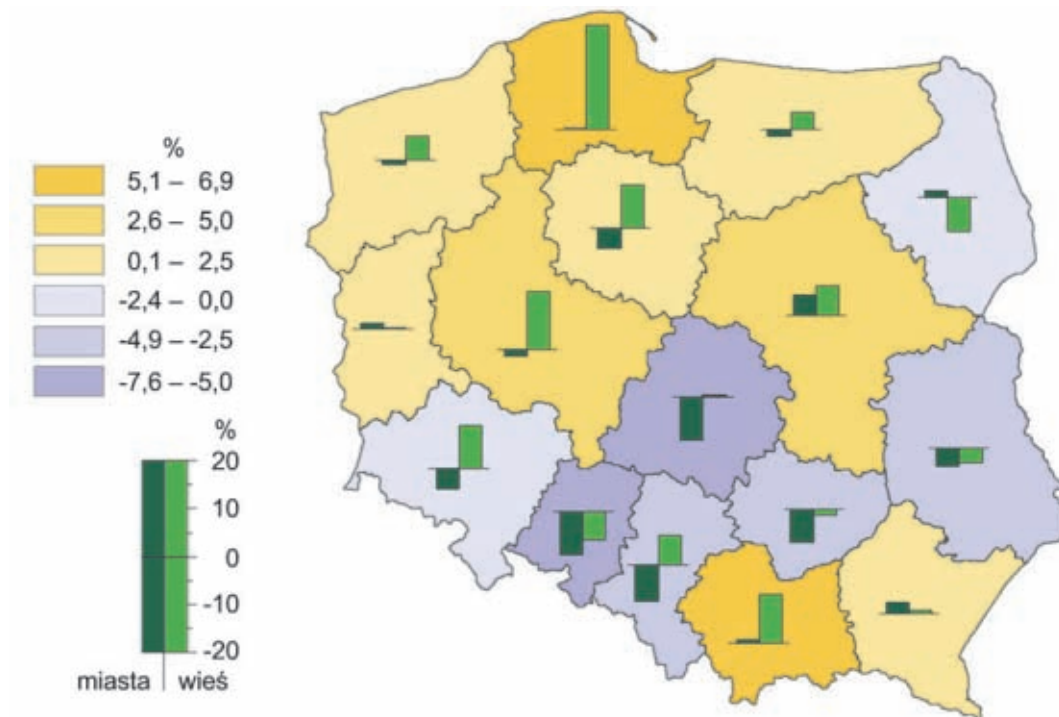 %
5,1 – 6,9
2,6 – 5,0
0,1 – 2,5
-2,4 – 0,0
-4,9 – -2,5
-7,6 – -5,0
%
20
10
0
-10
-20
miasta wieś